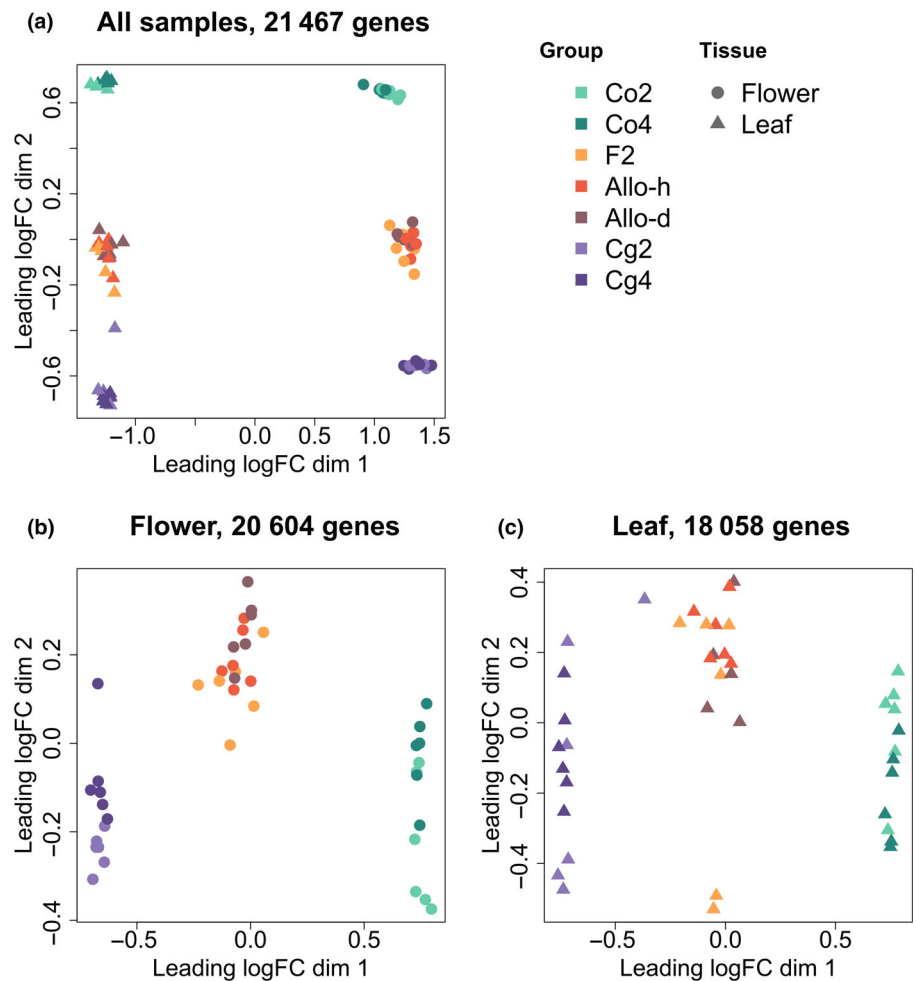 (a) All samples, 21 467 genes
Leading logFC dim 2
0.6
0.2
−0.2
−0.6
−1.0 0.0 0.5 1.0 1.5
Leading logFC dim 1
Group
Co2
Co4
F2
Allo-h
Allo-d
Cg2
Cg4
Tissue
Flower
Leaf
(b) Flower, 20 604 genes
Leading logFC dim 2
0.2
0.0
−0.2
−0.4
−0.5 0.0 0.5
Leading logFC dim 1
(c) Leaf, 18 058 genes
Leading logFC dim 2
0.4
0.2
0.0
−0.2
−0.4
−0.5 0.0 0.5
Leading logFC dim 1